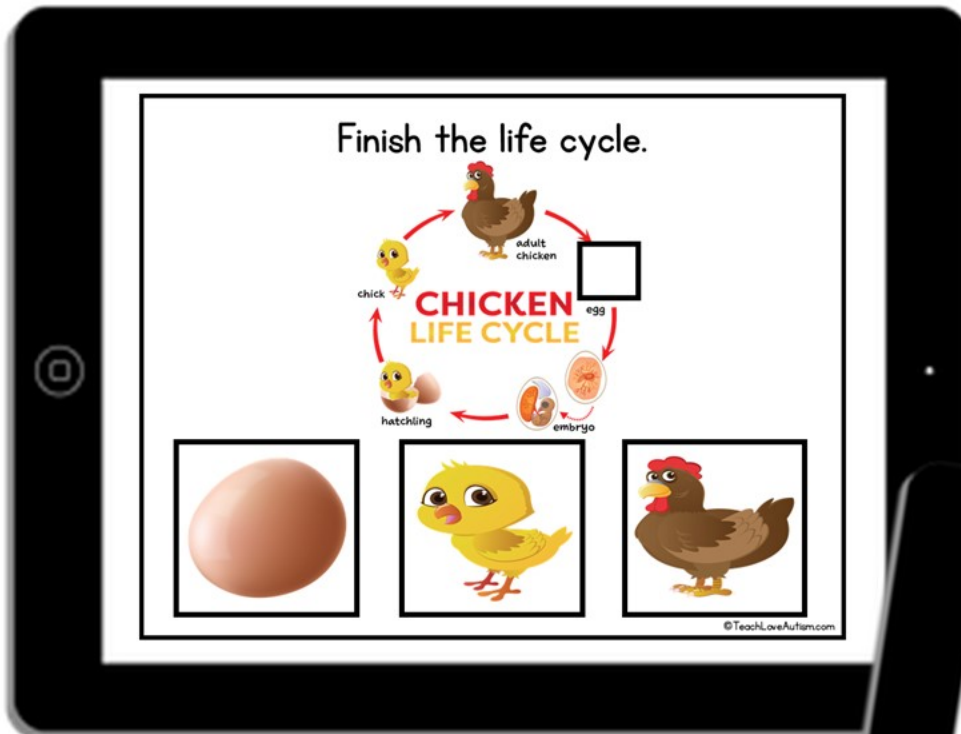 Finish the life cycle.
adult
chicken
egg
embryo
hatchling
chick
CHICKEN
LIFE CYCLE
©TeachLoveAutism.com